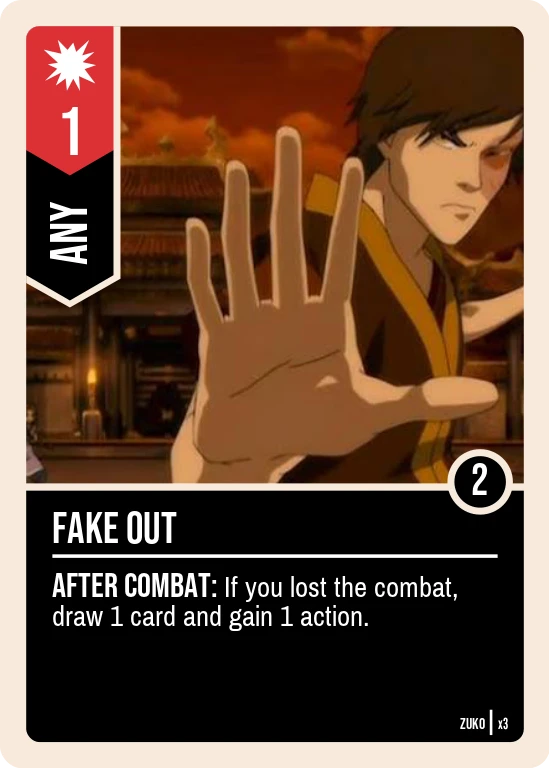 1
ANY
2
FAKE OUT
AFTER COMBAT: If you lost the combat,
draw 1 card and gain 1 action.
ZUKO | x3